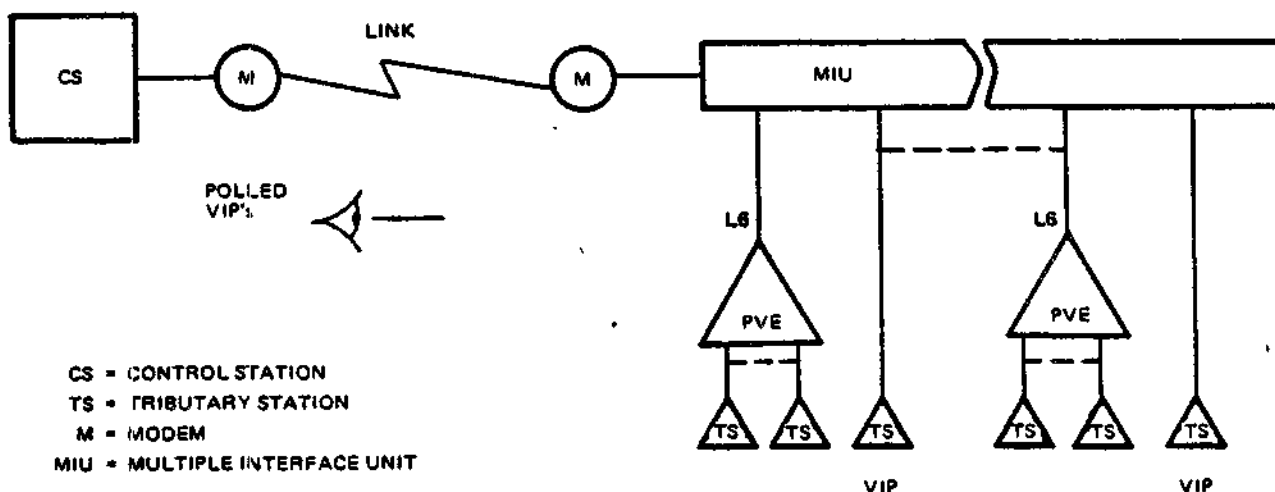 LINK
CS
M
M
MIU
POLLED
VIP's
L6
L6
PVE
PVE
TS
TS
TS
TS
TS
TS
CS = CONTROL STATION
TS = TRIBUTARY STATION
M = MODEM
MIU = MULTIPLE INTERFACE UNIT
VIP
VIP